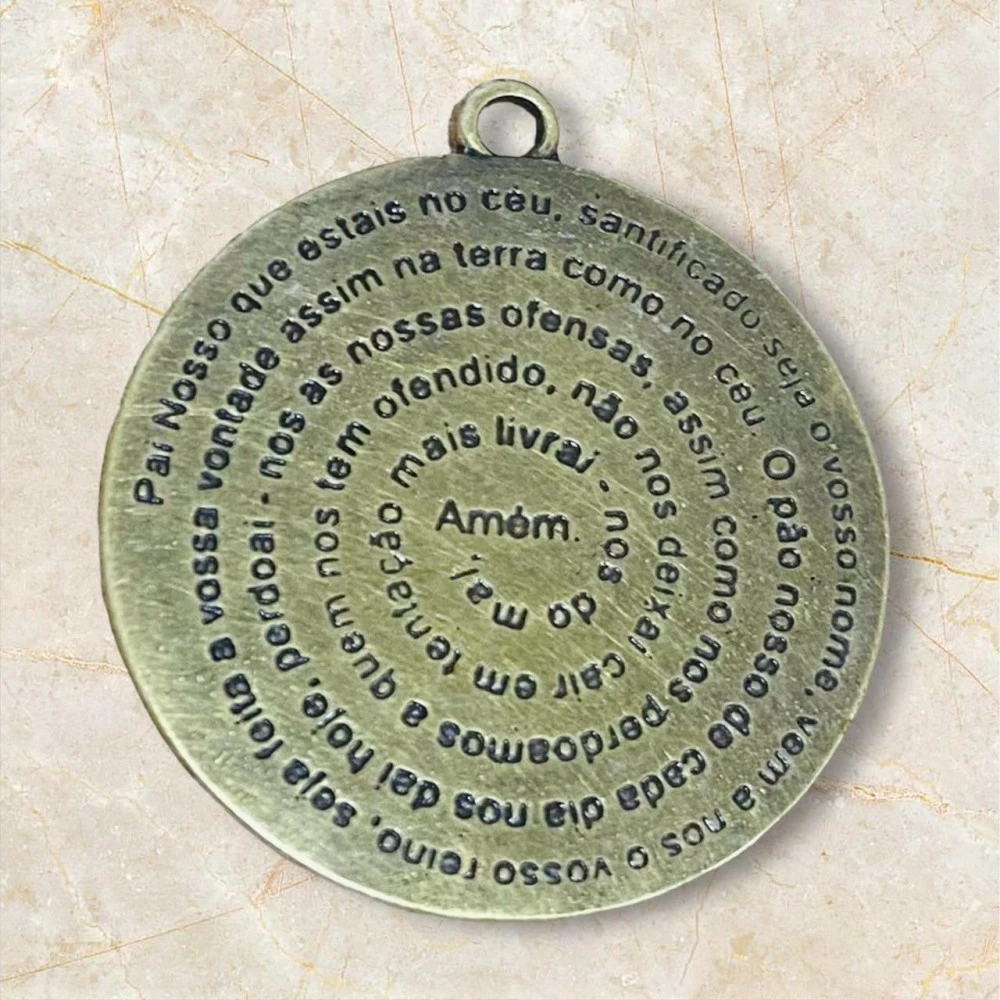 Pai Nosso que estais no céu, santificado seja o vosso nome, vem a nos o vosso reino, seja feita a vossa vontade assim na terra como no céu. O pão nosso de cada dia nos dai hoje, perdoai - nos as nossas ofensas, assim como nos perdoamos a quem nos tem ofendido, não nos deixai cair em tentação mais livrai - nos do mal,
Amém.